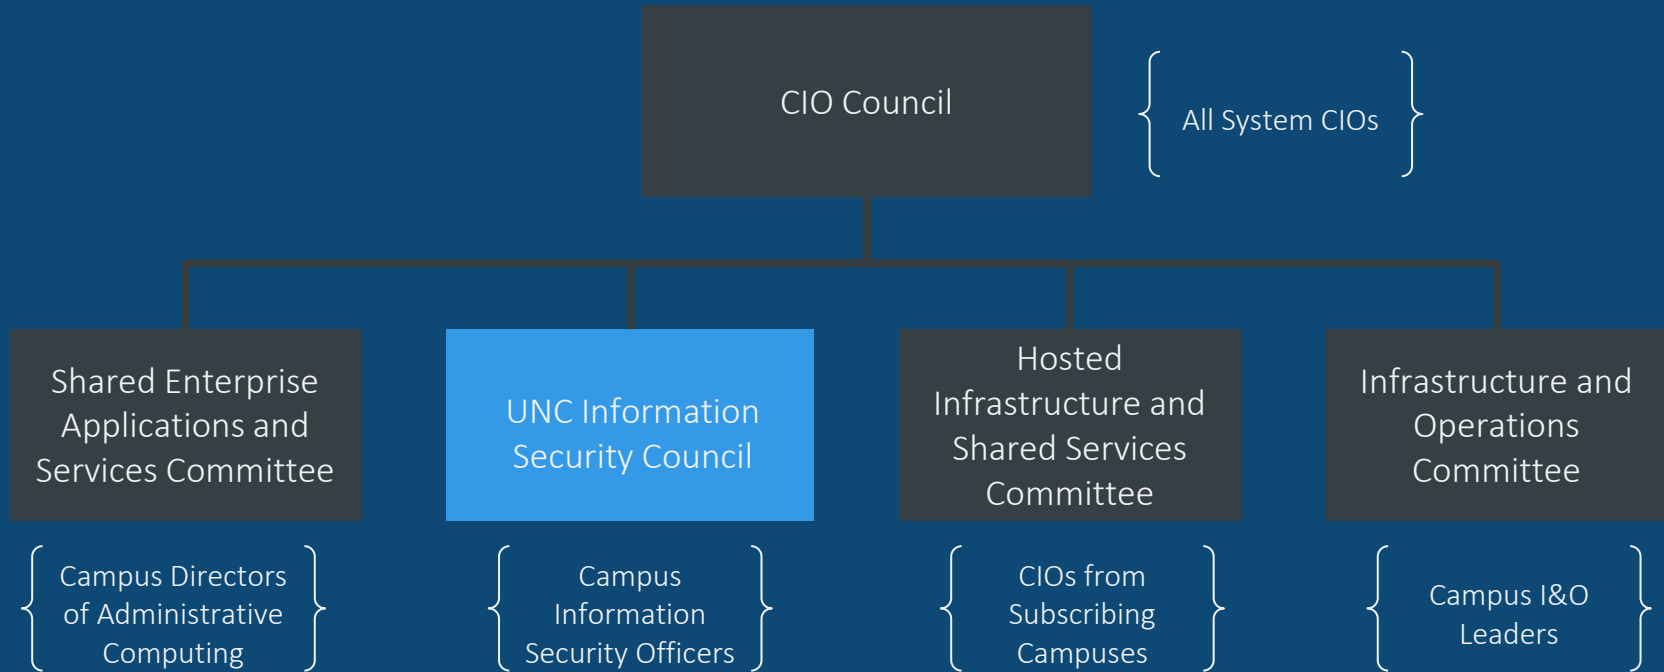 CIO Council
All System CIOs
Shared Enterprise
Applications and
Services Committee
UNC Information
Security Council
Hosted
Infrastructure and
Shared Services
Committee
Infrastructure and
Operations
Committee
Campus Directors
of Administrative
Computing
Campus
Information
Security Officers
CIOs from
Subscribing
Campuses
Campus I&O
Leaders